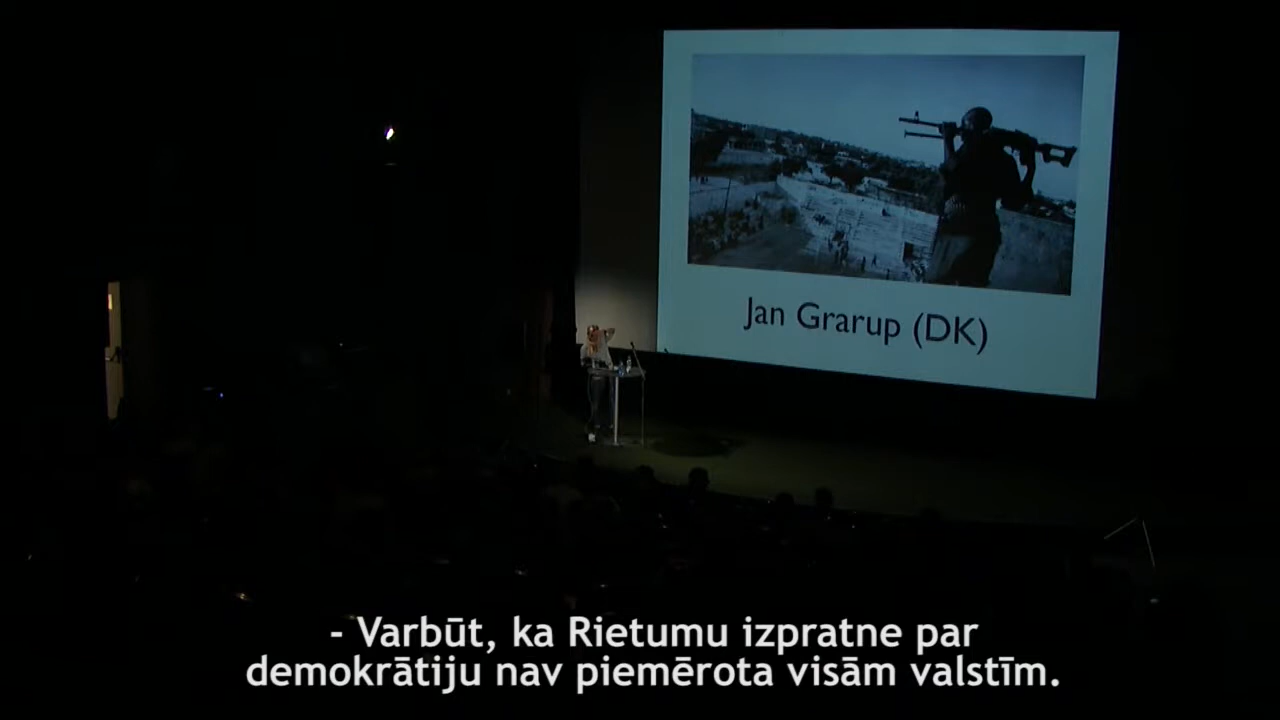 Jan Grarup (DK)
- Varbūt, ka Rietumu izpratne par
demokrātiju nav piemērota visām valstīm.